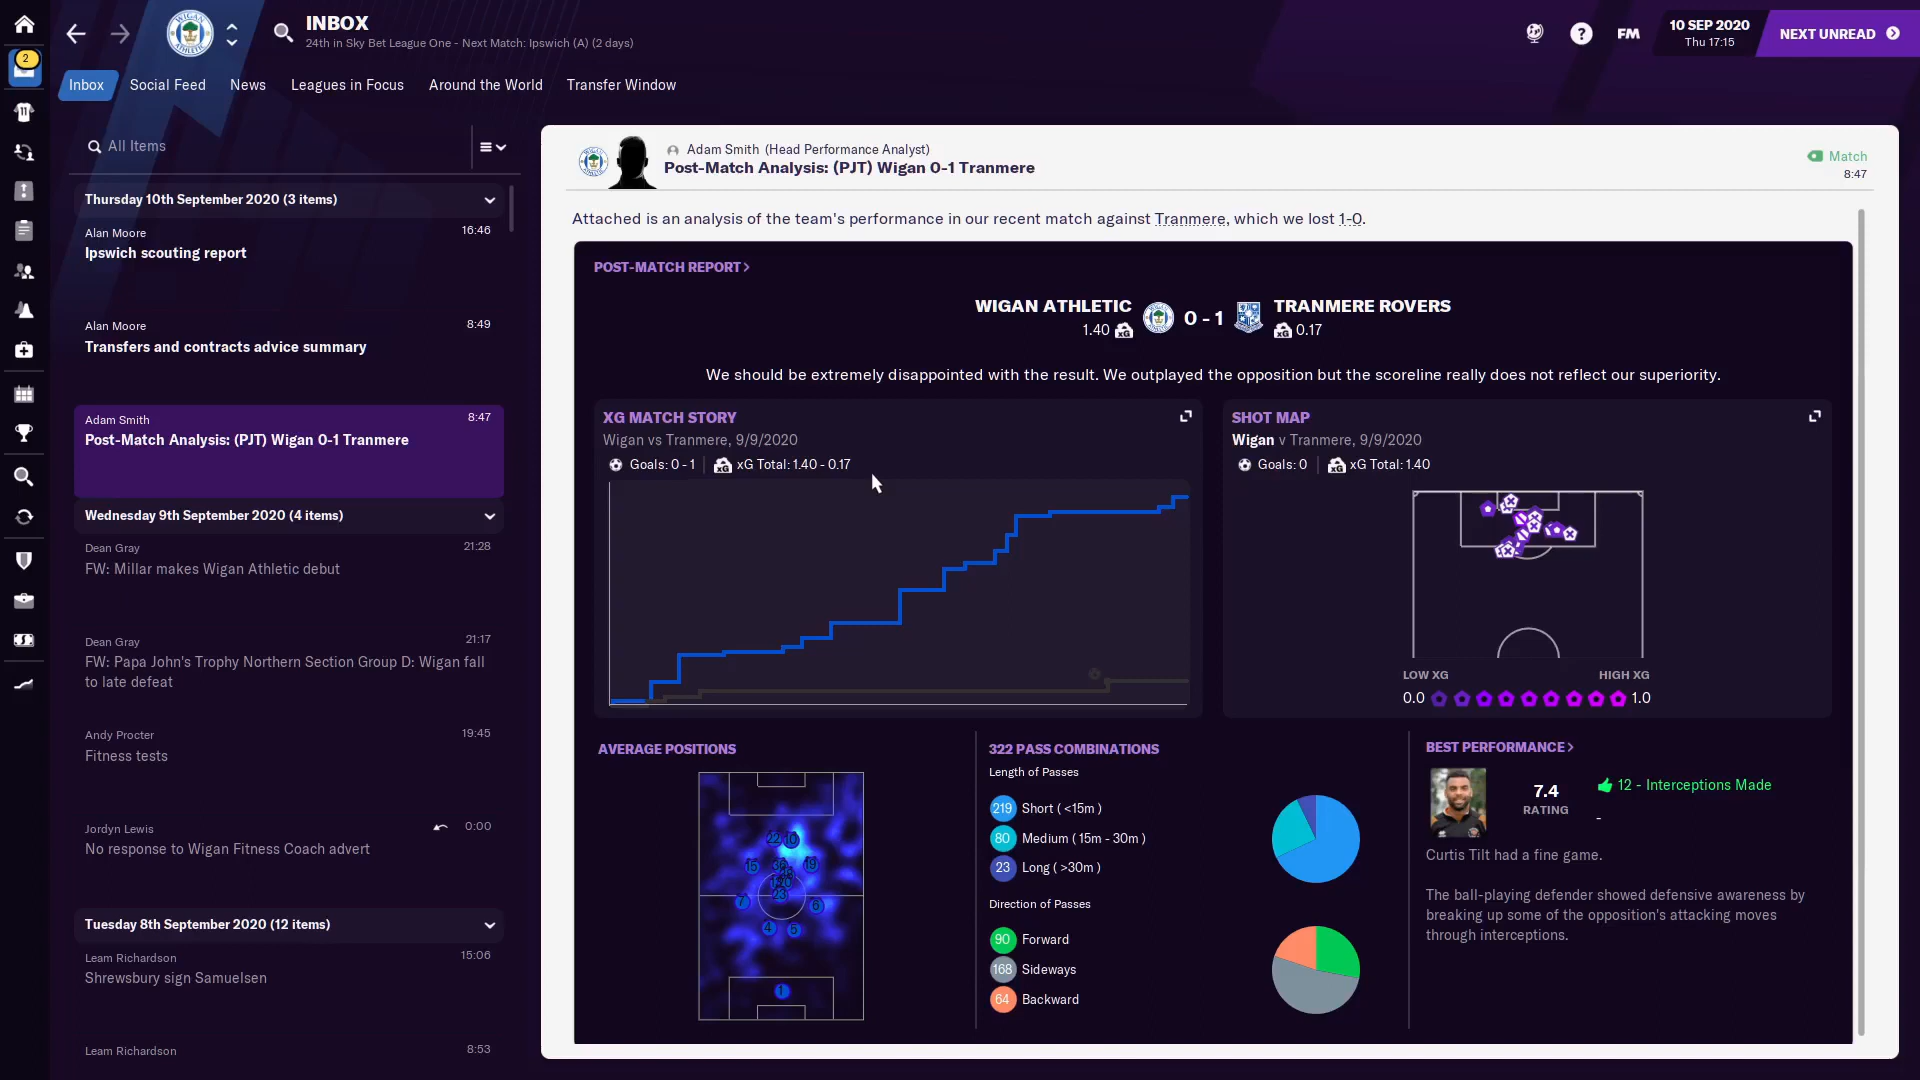 2
INBOX
24th in Sky Bet League One - Next Match: Ipswich (A) (2 days)
?
FM
10 SEP 2020
Thu 17:15
NEXT UNREAD
Inbox
Social Feed
News
Leagues in Focus
Around the World
Transfer Window
All Items
Thursday 10th September 2020 (3 items)
Alan Moore
16:46
Ipswich scouting report
Alan Moore
8:49
Transfers and contracts advice summary
Adam Smith
8:47
Post-Match Analysis: (PJT) Wigan 0-1 Tranmere
Wednesday 9th September 2020 (4 items)
Dean Gray
21:28
FW: Millar makes Wigan Athletic debut
Dean Gray
21:17
FW: Papa John's Trophy Northern Section Group D: Wigan fall
to late defeat
Andy Procter
19:45
Fitness tests
Jordyn Lewis
0:00
No response to Wigan Fitness Coach advert
Tuesday 8th September 2020 (12 items)
Leam Richardson
15:06
Shrewsbury sign Samuelsen
Leam Richardson
8:53
Adam Smith (Head Performance Analyst)
Post-Match Analysis: (PJT) Wigan 0-1 Tranmere
Match
8:47
Attached is an analysis of the team's performance in our recent match against Tranmere, which we lost 1-0.
POST-MATCH REPORT
WIGAN ATHLETIC
0 - 1
TRANMERE ROVERS
1.40 xG
xG 0.17
We should be extremely disappointed with the result. We outplayed the opposition but the scoreline really does not reflect our superiority.
XG MATCH STORY
Wigan vs Tranmere, 9/9/2020
Goals: 0 - 1
xG Total: 1.40 - 0.17
SHOT MAP
Wigan v Tranmere, 9/9/2020
Goals: 0
xG Total: 1.40
LOW XG
HIGH XG
0.0
1.0
AVERAGE POSITIONS
22
10
15
19
23
7
6
4
5
1
322 PASS COMBINATIONS
Length of Passes
219 Short ( <15m )
80 Medium ( 15m - 30m )
23 Long ( >30m )
Direction of Passes
90 Forward
168 Sideways
64 Backward
BEST PERFORMANCE
7.4
RATING
12 - Interceptions Made
-
Curtis Tilt had a fine game.
The ball-playing defender showed defensive awareness by
breaking up some of the opposition's attacking moves
through interceptions.